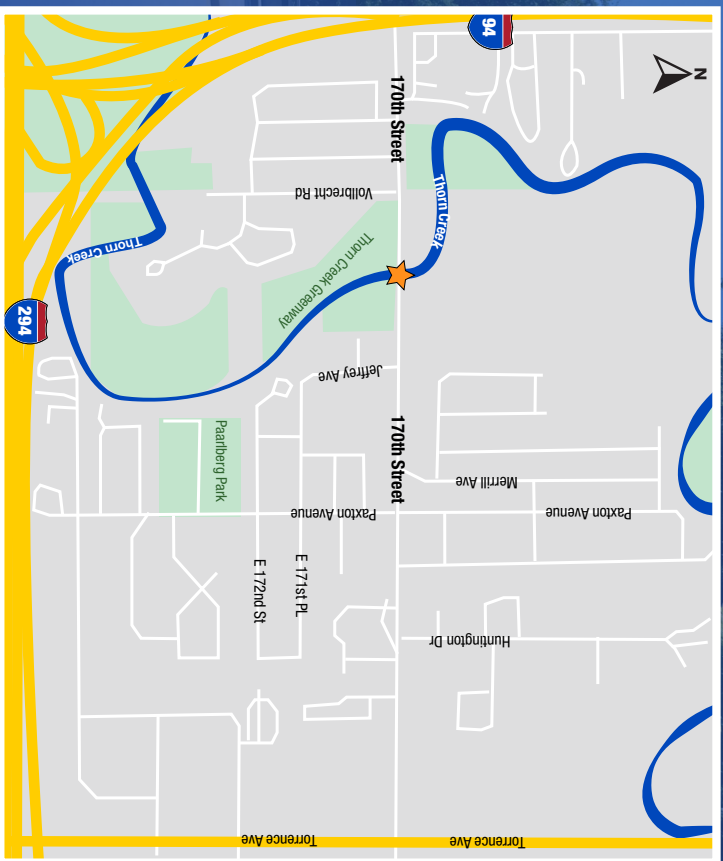 94
N
170th Street
Vollbrecht Rd
Thorn Creek
Thorn Creek
Thorn Creek Greenway
294
Jeffrey Ave
170th Street
Paarlberg Park
Merrill Ave
Paxton Avenue
Paxton Avenue
E 171st PL
E 172nd St
Huntington Dr
Torrence Ave
Torrence Ave